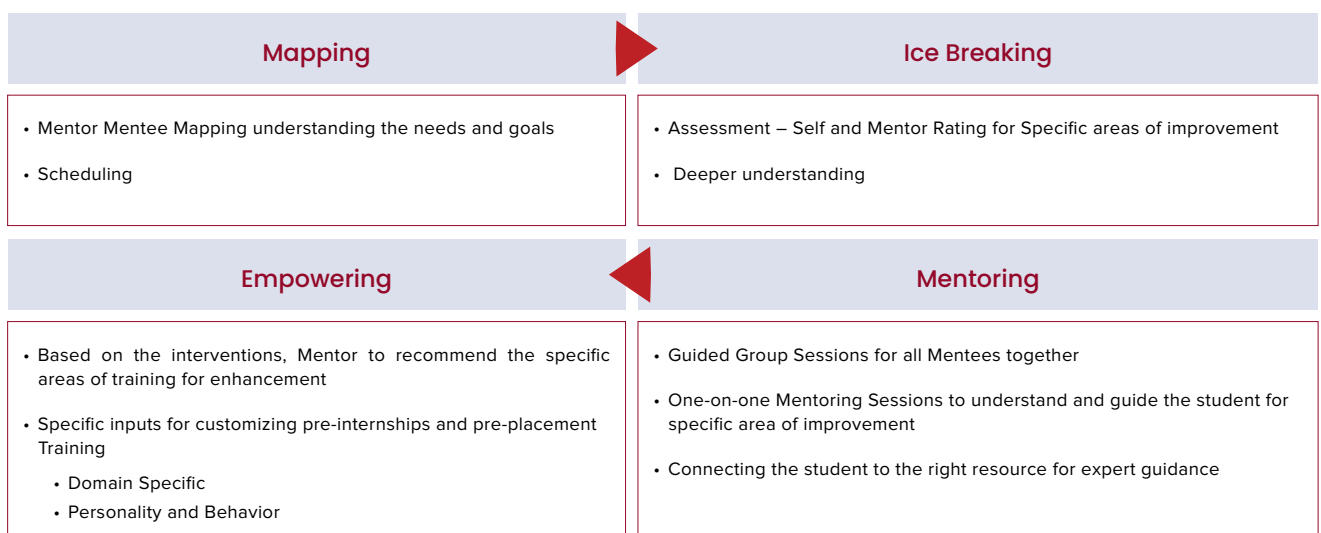 Mapping
• Mentor Mentee Mapping understanding the needs and goals
• Scheduling
Ice Breaking
• Assessment – Self and Mentor Rating for Specific areas of improvement
• Deeper understanding
Mentoring
• Guided Group Sessions for all Mentees together
• One-on-one Mentoring Sessions to understand and guide the student for
specific area of improvement
• Connecting the student to the right resource for expert guidance
Empowering
• Based on the interventions, Mentor to recommend the specific
areas of training for enhancement
• Specific inputs for customizing pre-internships and pre-placement
Training
• Domain Specific
• Personality and Behavior